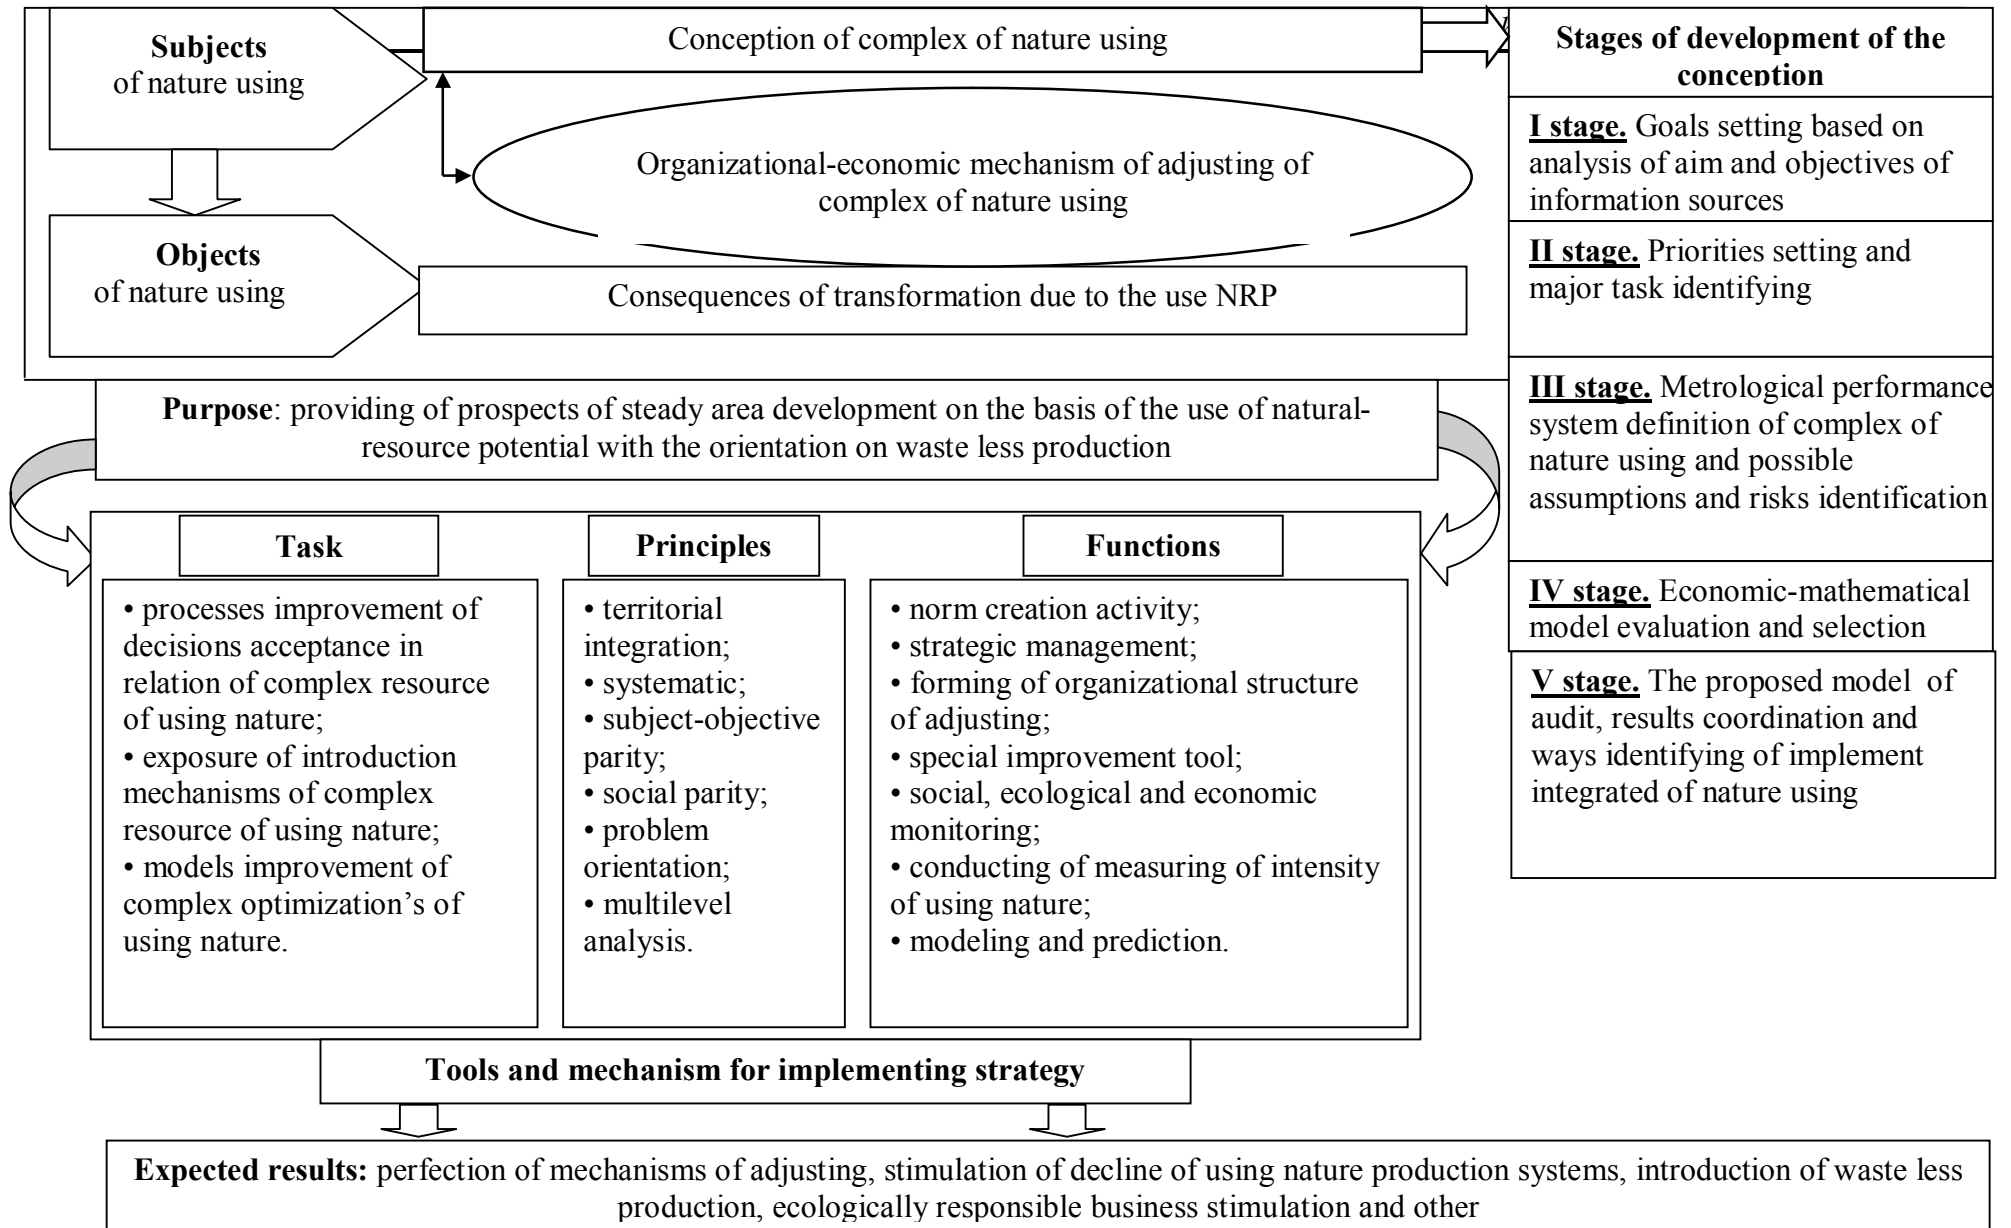 Subjects
of nature using
Conception of complex of nature using
Organizational-economic mechanism of adjusting of
complex of nature using
Objects
of nature using
Consequences of transformation due to the use NRP
Stages of development of the
conception
I stage. Goals setting based on
analysis of aim and objectives of
information sources
II stage. Priorities setting and
major task identifying
III stage. Metrological performance
system definition of complex of
nature using and possible
assumptions and risks identification
IV stage. Economic-mathematical
model evaluation and selection
V stage. The proposed model of
audit, results coordination and
ways identifying of implement
integrated of nature using
Purpose: providing of prospects of steady area development on the basis of the use of natural-
resource potential with the orientation on waste less production
Task
• processes improvement of
decisions acceptance in
relation of complex resource
of using nature;
• exposure of introduction
mechanisms of complex
resource of using nature;
• models improvement of
complex optimization’s of
using nature.
Principles
• territorial
integration;
• systematic;
• subject-objective
parity;
• social parity;
• problem
orientation;
• multilevel
analysis.
Functions
• norm creation activity;
• strategic management;
• forming of organizational structure
of adjusting;
• special improvement tool;
• social, ecological and economic
monitoring;
• conducting of measuring of intensity
of using nature;
• modeling and prediction.
Tools and mechanism for implementing strategy
Expected results: perfection of mechanisms of adjusting, stimulation of decline of using nature production systems, introduction of waste less
production, ecologically responsible business stimulation and other